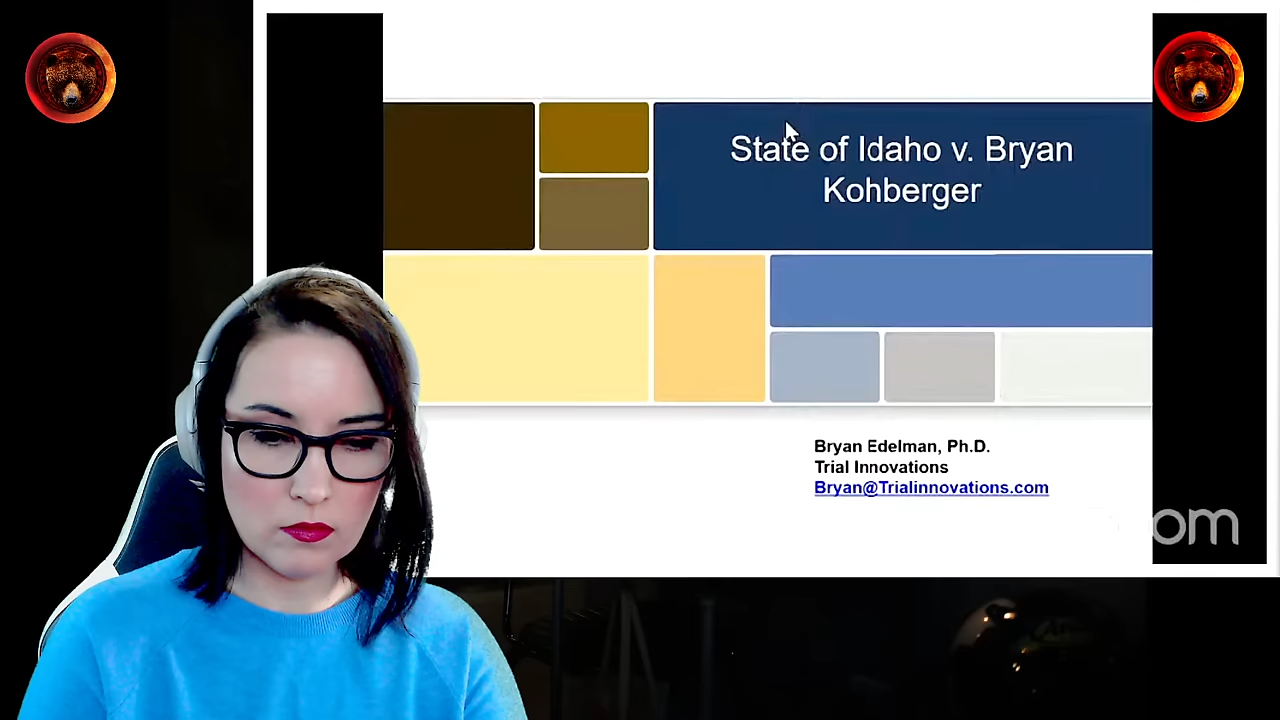 State of Idaho v. Bryan
Kohberger
Bryan Edelman, Ph.D.
Trial Innovations
Bryan@Trialinnovations.com
om